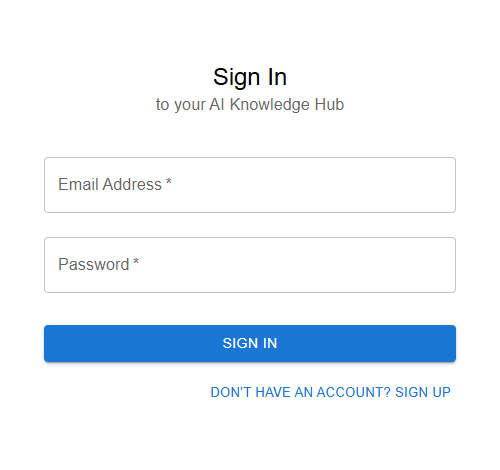 Sign In
to your AI Knowledge Hub
Email Address *
Password *
SIGN IN
DON'T HAVE AN ACCOUNT? SIGN UP